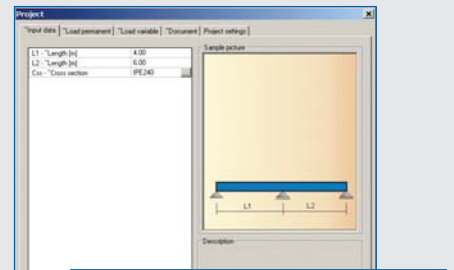 Project
~Input data ~Load permanent ~Load variable ~Document Project settings
L1 - ~Length [m] 4.00
L2 - ~Length [m] 6.00
Css - ~Cross section IPE240 ...
Sample picture
L1 L2
Description